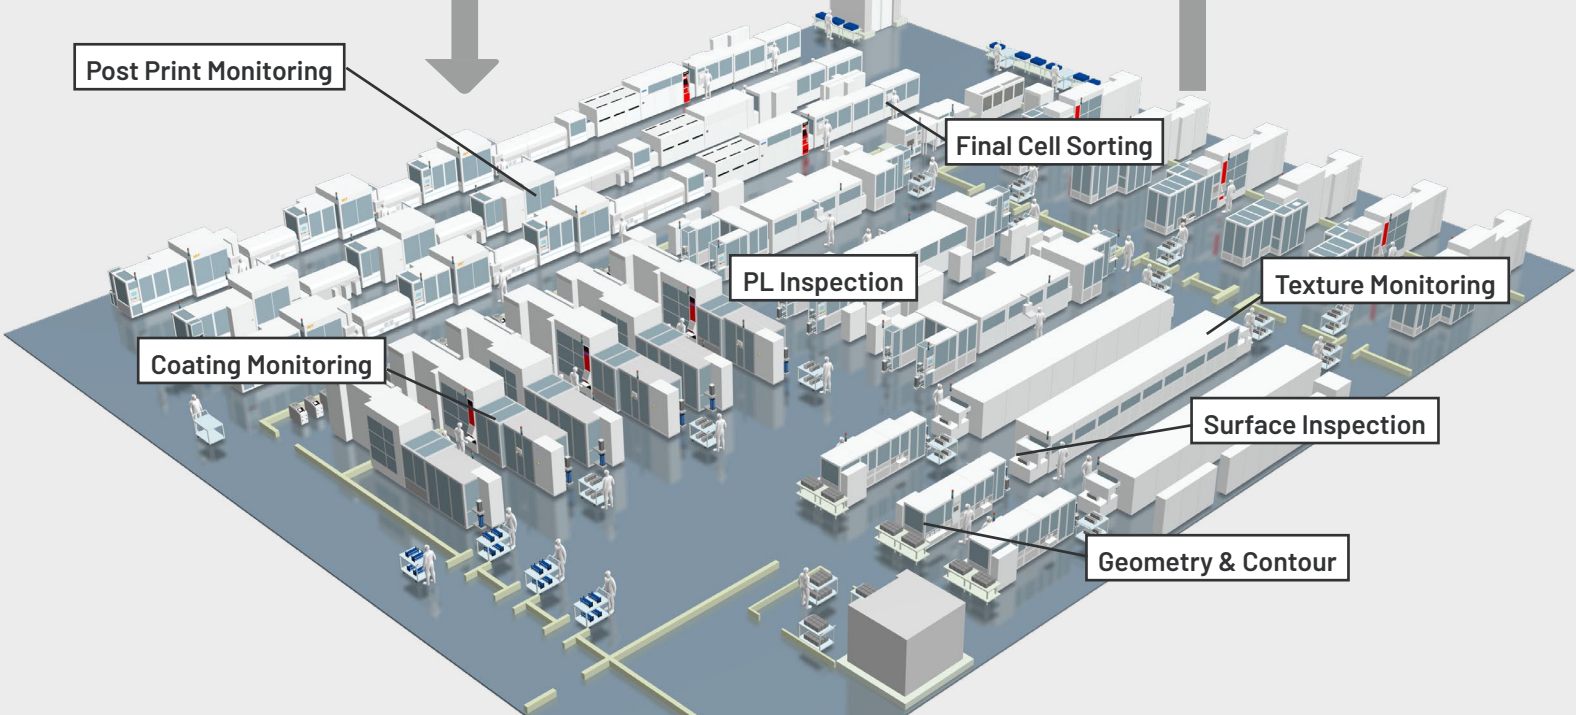 Post Print Monitoring
Final Cell Sorting
PL Inspection
Texture Monitoring
Coating Monitoring
Surface Inspection
Geometry & Contour